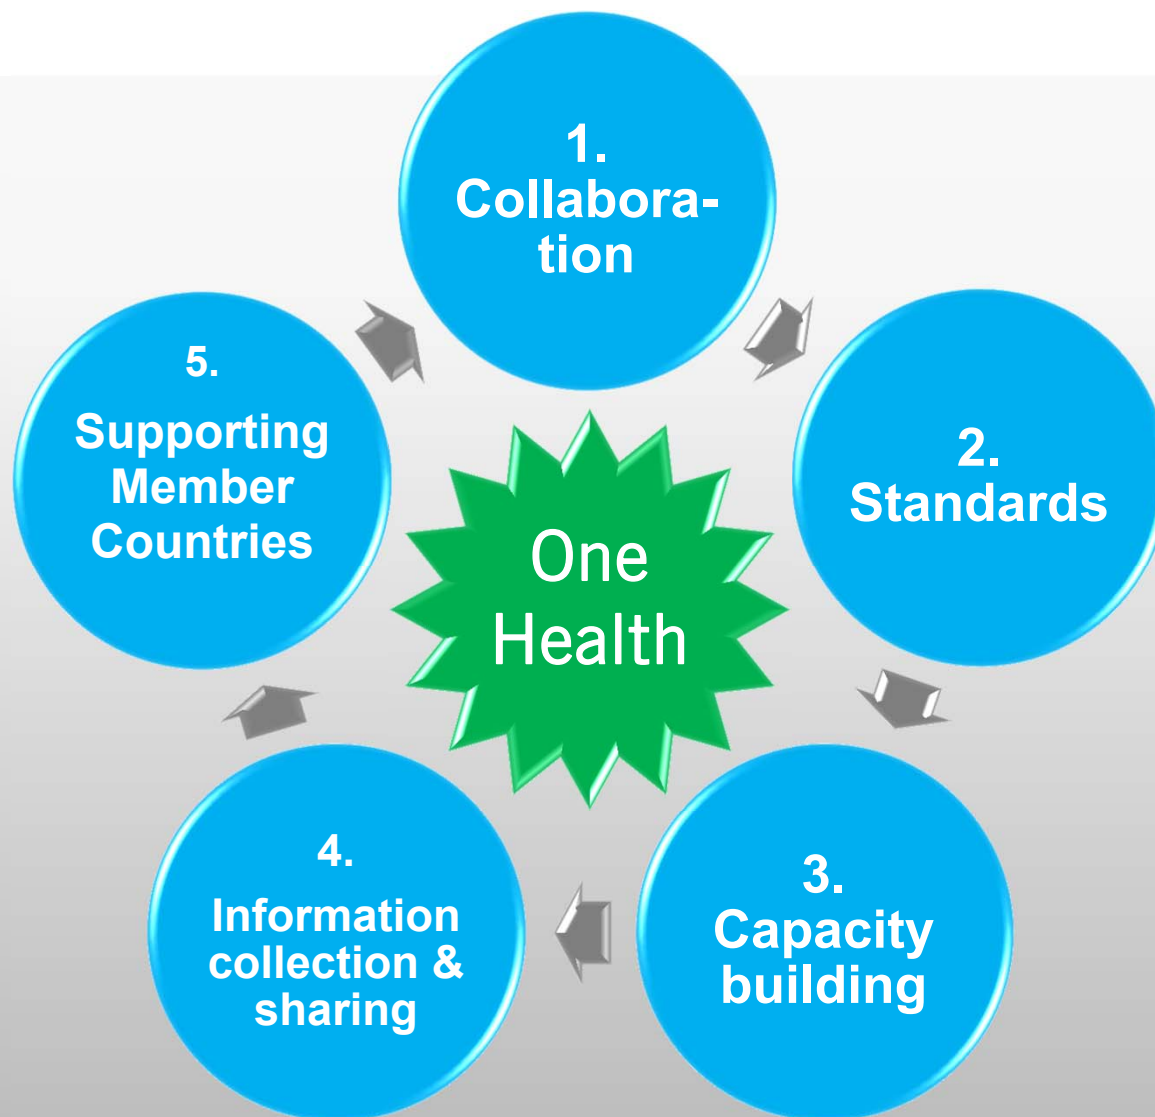 1.
Collabora-
tion
2.
Standards
3.
Capacity
building
4.
Information
collection &
sharing
5.
Supporting
Member
Countries
One
Health